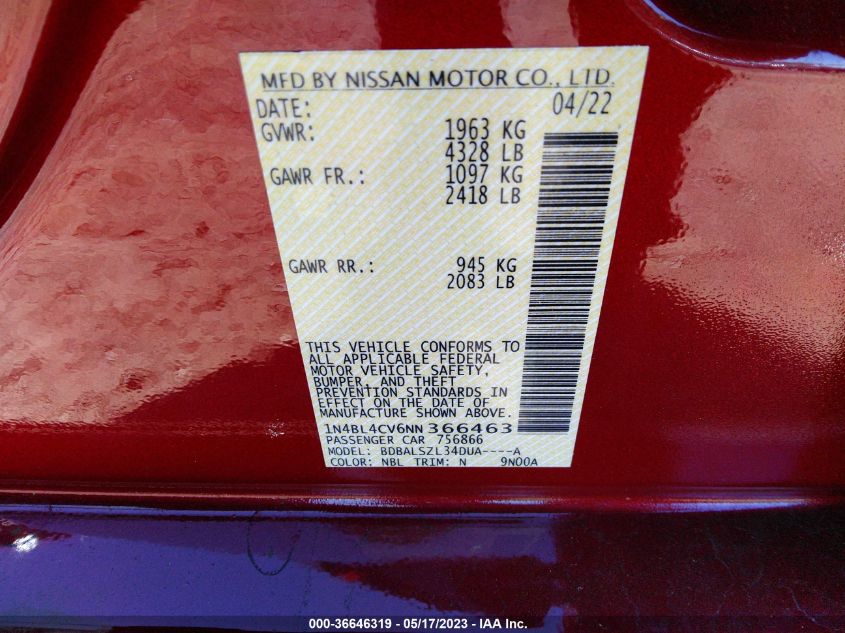 MFD BY NISSAN MOTOR CO., LTD.
DATE: 04/22
GVWR: 1963 KG
4328 LB
GAWR FR.: 1097 KG
2418 LB
GAWR RR.: 945 KG
2083 LB
THIS VEHICLE CONFORMS TO
ALL APPLICABLE FEDERAL
MOTOR VEHICLE SAFETY,
BUMPER, AND THEFT
PREVENTION STANDARDS IN
EFFECT ON THE DATE OF
MANUFACTURE SHOWN ABOVE.
1N4BL4CV6NN366463
PASSENGER CAR 756866
MODEL: BDBALSZL34DUA----A
COLOR: NBL TRIM: N 9N00A
000-36646319 - 05/17/2023 - IAA Inc.